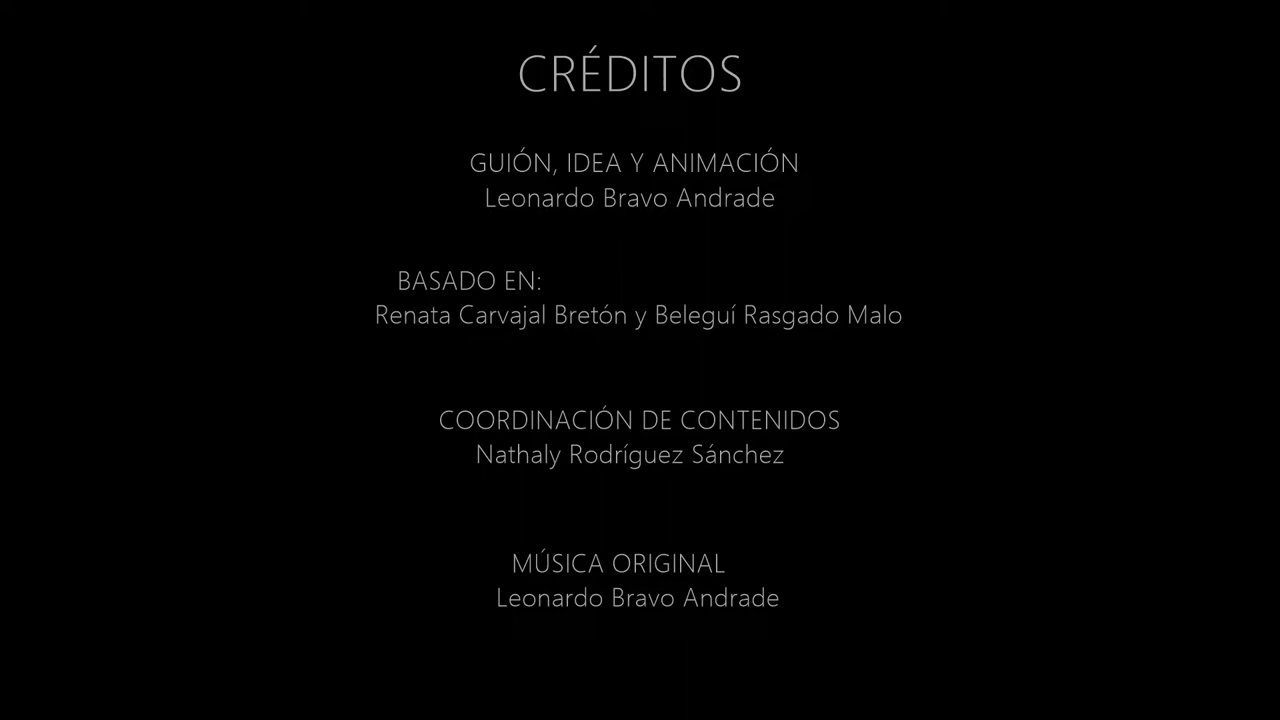 CRÉDITOS
GUIÓN, IDEA Y ANIMACIÓN
Leonardo Bravo Andrade
BASADO EN:
Renata Carvajal Bretón y Beleguí Rasgado Malo
COORDINACIÓN DE CONTENIDOS
Nathaly Rodríguez Sánchez
MÚSICA ORIGINAL
Leonardo Bravo Andrade